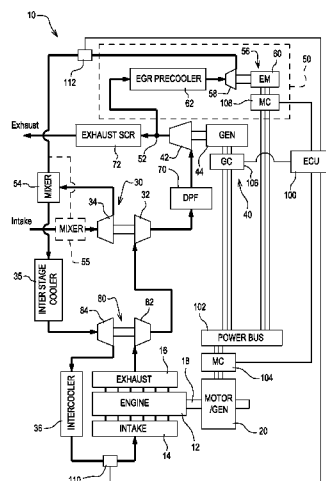 10
112
56
60
50
EGR PRECOOLER
EM
58
108
MC
62
Exhaust
EXHAUST SCR
GEN
ECU
72
52
42
44
GC
106
100
54
MIXER
70
30
32
34
DPF
40
Intake
MIXER
35
55
INTER STAGE
COOLER
80
82
84
102
POWER BUS
16
EXHAUST
18
MC
104
INTERCOOLER
ENGINE
MOTOR
/GEN
12
36
INTAKE
14
20
110